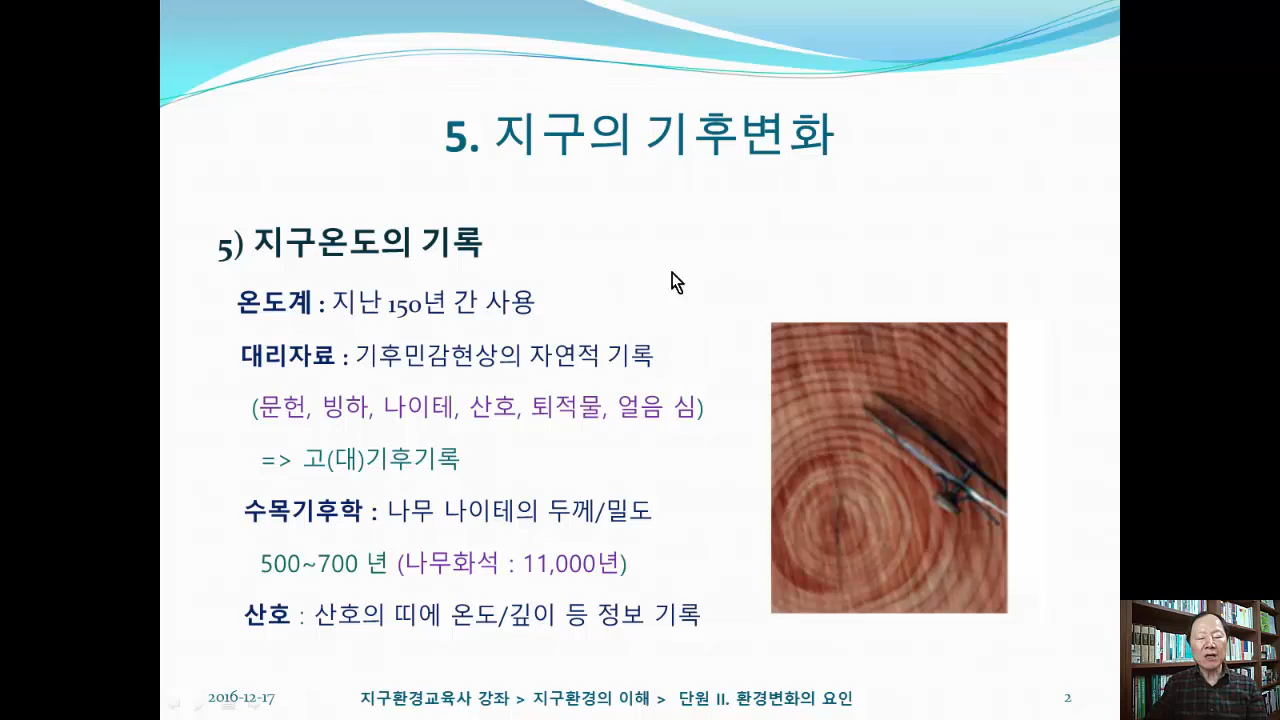 5. 지구의 기후변화
5) 지구온도의 기록
온도계 : 지난 150년 간 사용
대리자료 : 기후민감현상의 자연적 기록
(문헌, 빙하, 나이테, 산호, 퇴적물, 얼음 심)
=> 고(대)기후기록
수목기후학 : 나무 나이테의 두께/밀도
500~700 년 (나무화석 : 11,000년)
산호 : 산호의 띠에 온도/깊이 등 정보 기록
2016-12-17
지구환경교육사 강좌 > 지구환경의 이해 > 단원 II. 환경변화의 요인
2